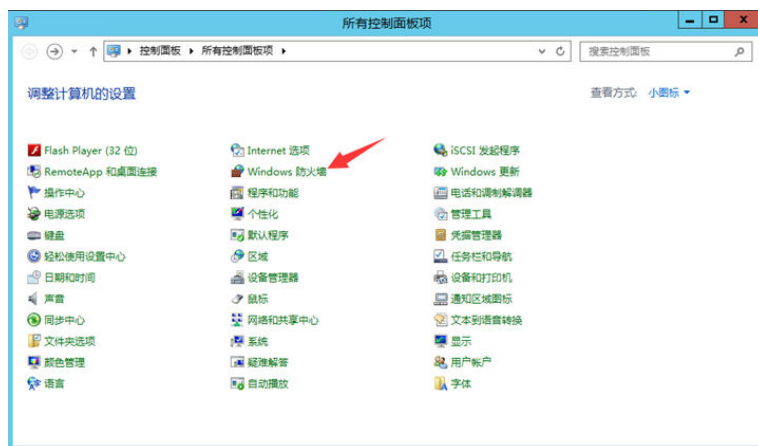 所有控制面板项
控制面板 所有控制面板项
搜索控制面板
调整计算机的设置
查看方式: 小图标
Flash Player (32 位) Internet 选项 iSCSI 发起程序
RemoteApp 和桌面连接 Windows 防火墙 Windows 更新
操作中心 程序和功能 电话和调制解调器
电源选项 个性化 管理工具
键盘 默认程序 凭据管理器
轻松使用设置中心 区域 任务栏和导航
日期和时间 设备管理器 设备和打印机
声音 鼠标 通知区域图标
同步中心 网络和共享中心 文本到语音转换
文件夹选项 系统 显示
颜色管理 疑难解答 用户帐户
语言 自动播放 字体